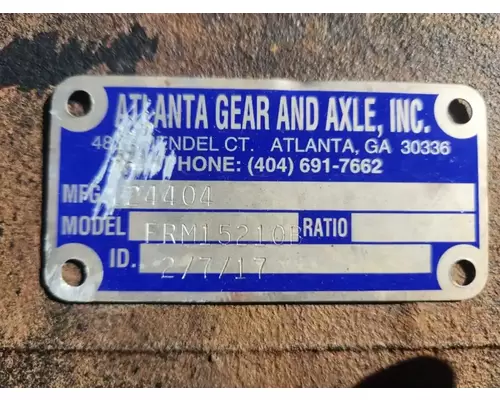 ATLANTA GEAR AND AXLE, INC.
ENDEL CT. ATLANTA, GA 30336
PHONE: (404) 691-7662
MFG. 24404
MODEL FRM15210B RATIO
ID. 2/7/17